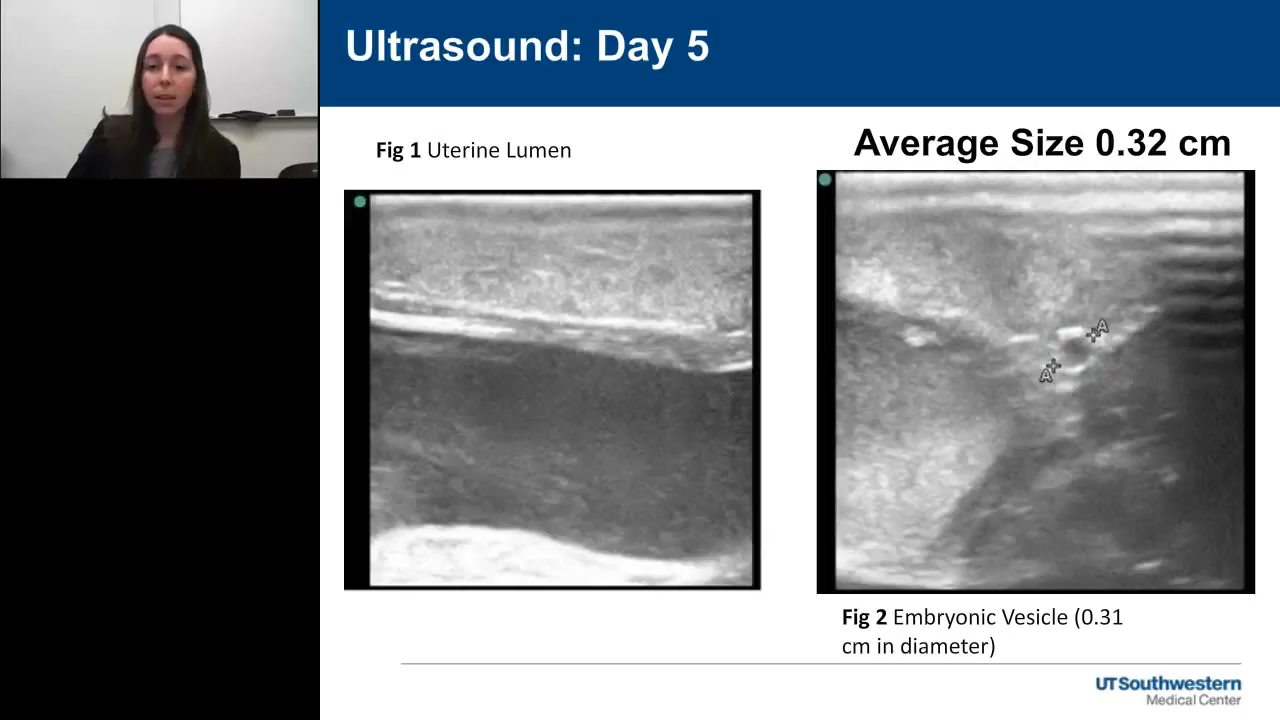 Ultrasound: Day 5
Fig 1 Uterine Lumen
Average Size 0.32 cm
A
A
Fig 2 Embryonic Vesicle (0.31
cm in diameter)
UTSouthwestern
Medical Center